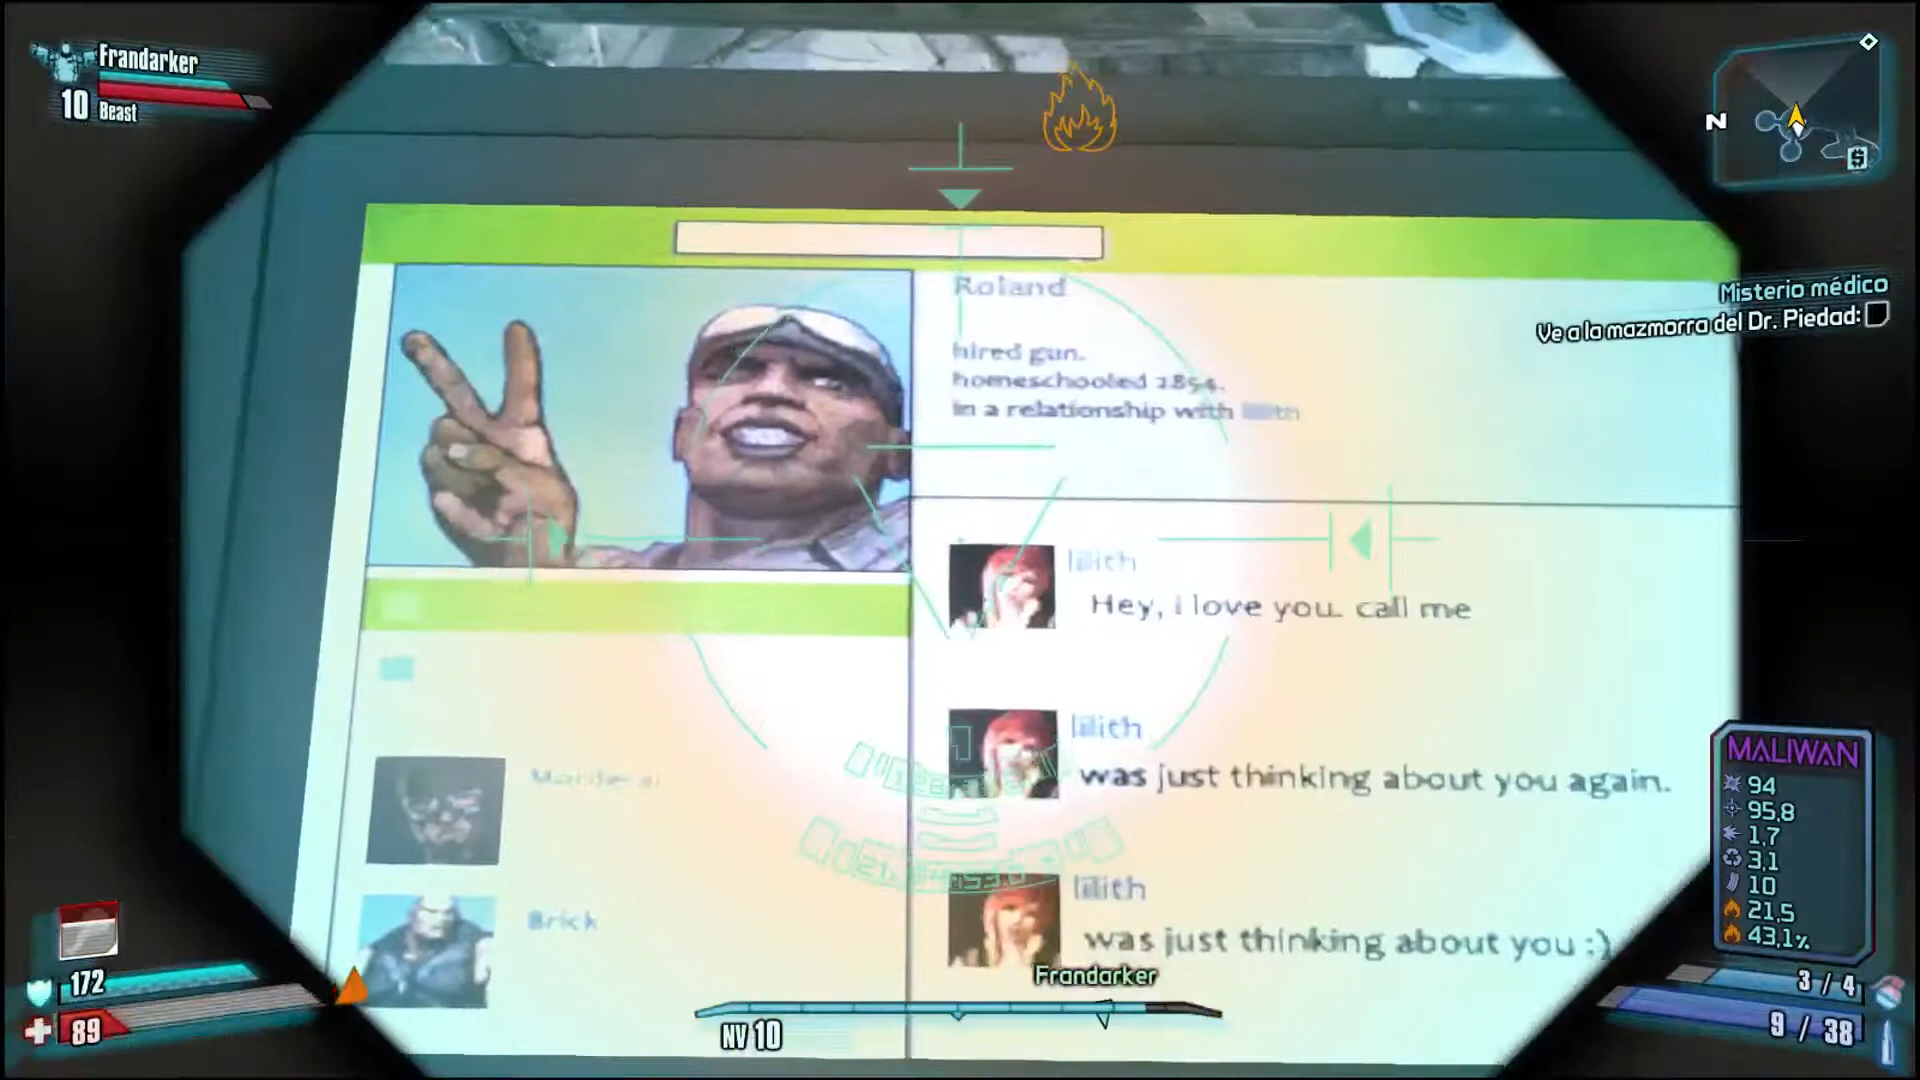 Frandarker
10 Beast
N
Misterio médico
Ve a la mazmorra del Dr. Piedad:
Roland
hired gun.
homeschooled 2854.
in a relationship with lilith
lilith
Hey, i love you. call me
lilith
was just thinking about you again.
lilith
was just thinking about you :)
Brick
MALIWAN
94
95,8
1,7
3,1
10
21,5
43,1%
Frandarker
NV 10
172
89
3 / 4
9 / 38